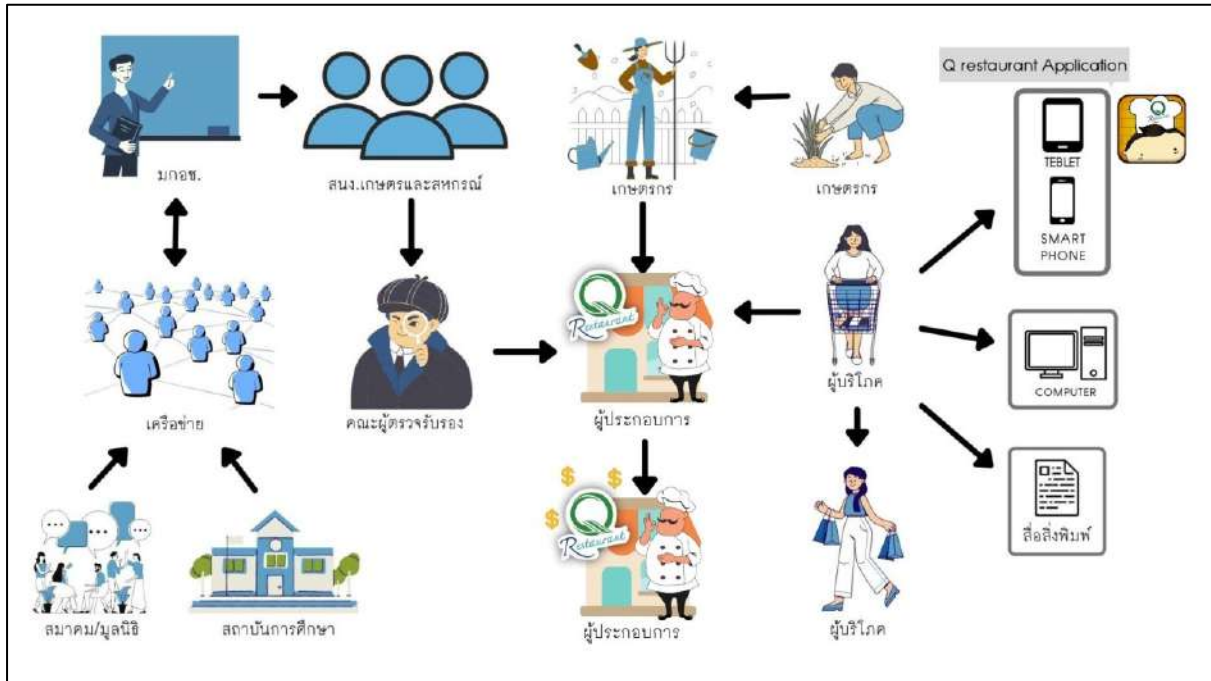 Q restaurant Application
TEBLET
SMART
PHONE
มกอช.
สนง.เกษตรและสหกรณ์
เกษตรกร
เกษตรกร
Q
Restaurant
COMPUTER
เครือข่าย
คณะผู้ตรวจรับรอง
ผู้ประกอบการ
ผู้บริโภค
$ $ $
Q
Restaurant
สื่อสิ่งพิมพ์
สมาคม/มูลนิธิ
สถาบันการศึกษา
ผู้ประกอบการ
ผู้บริโภค